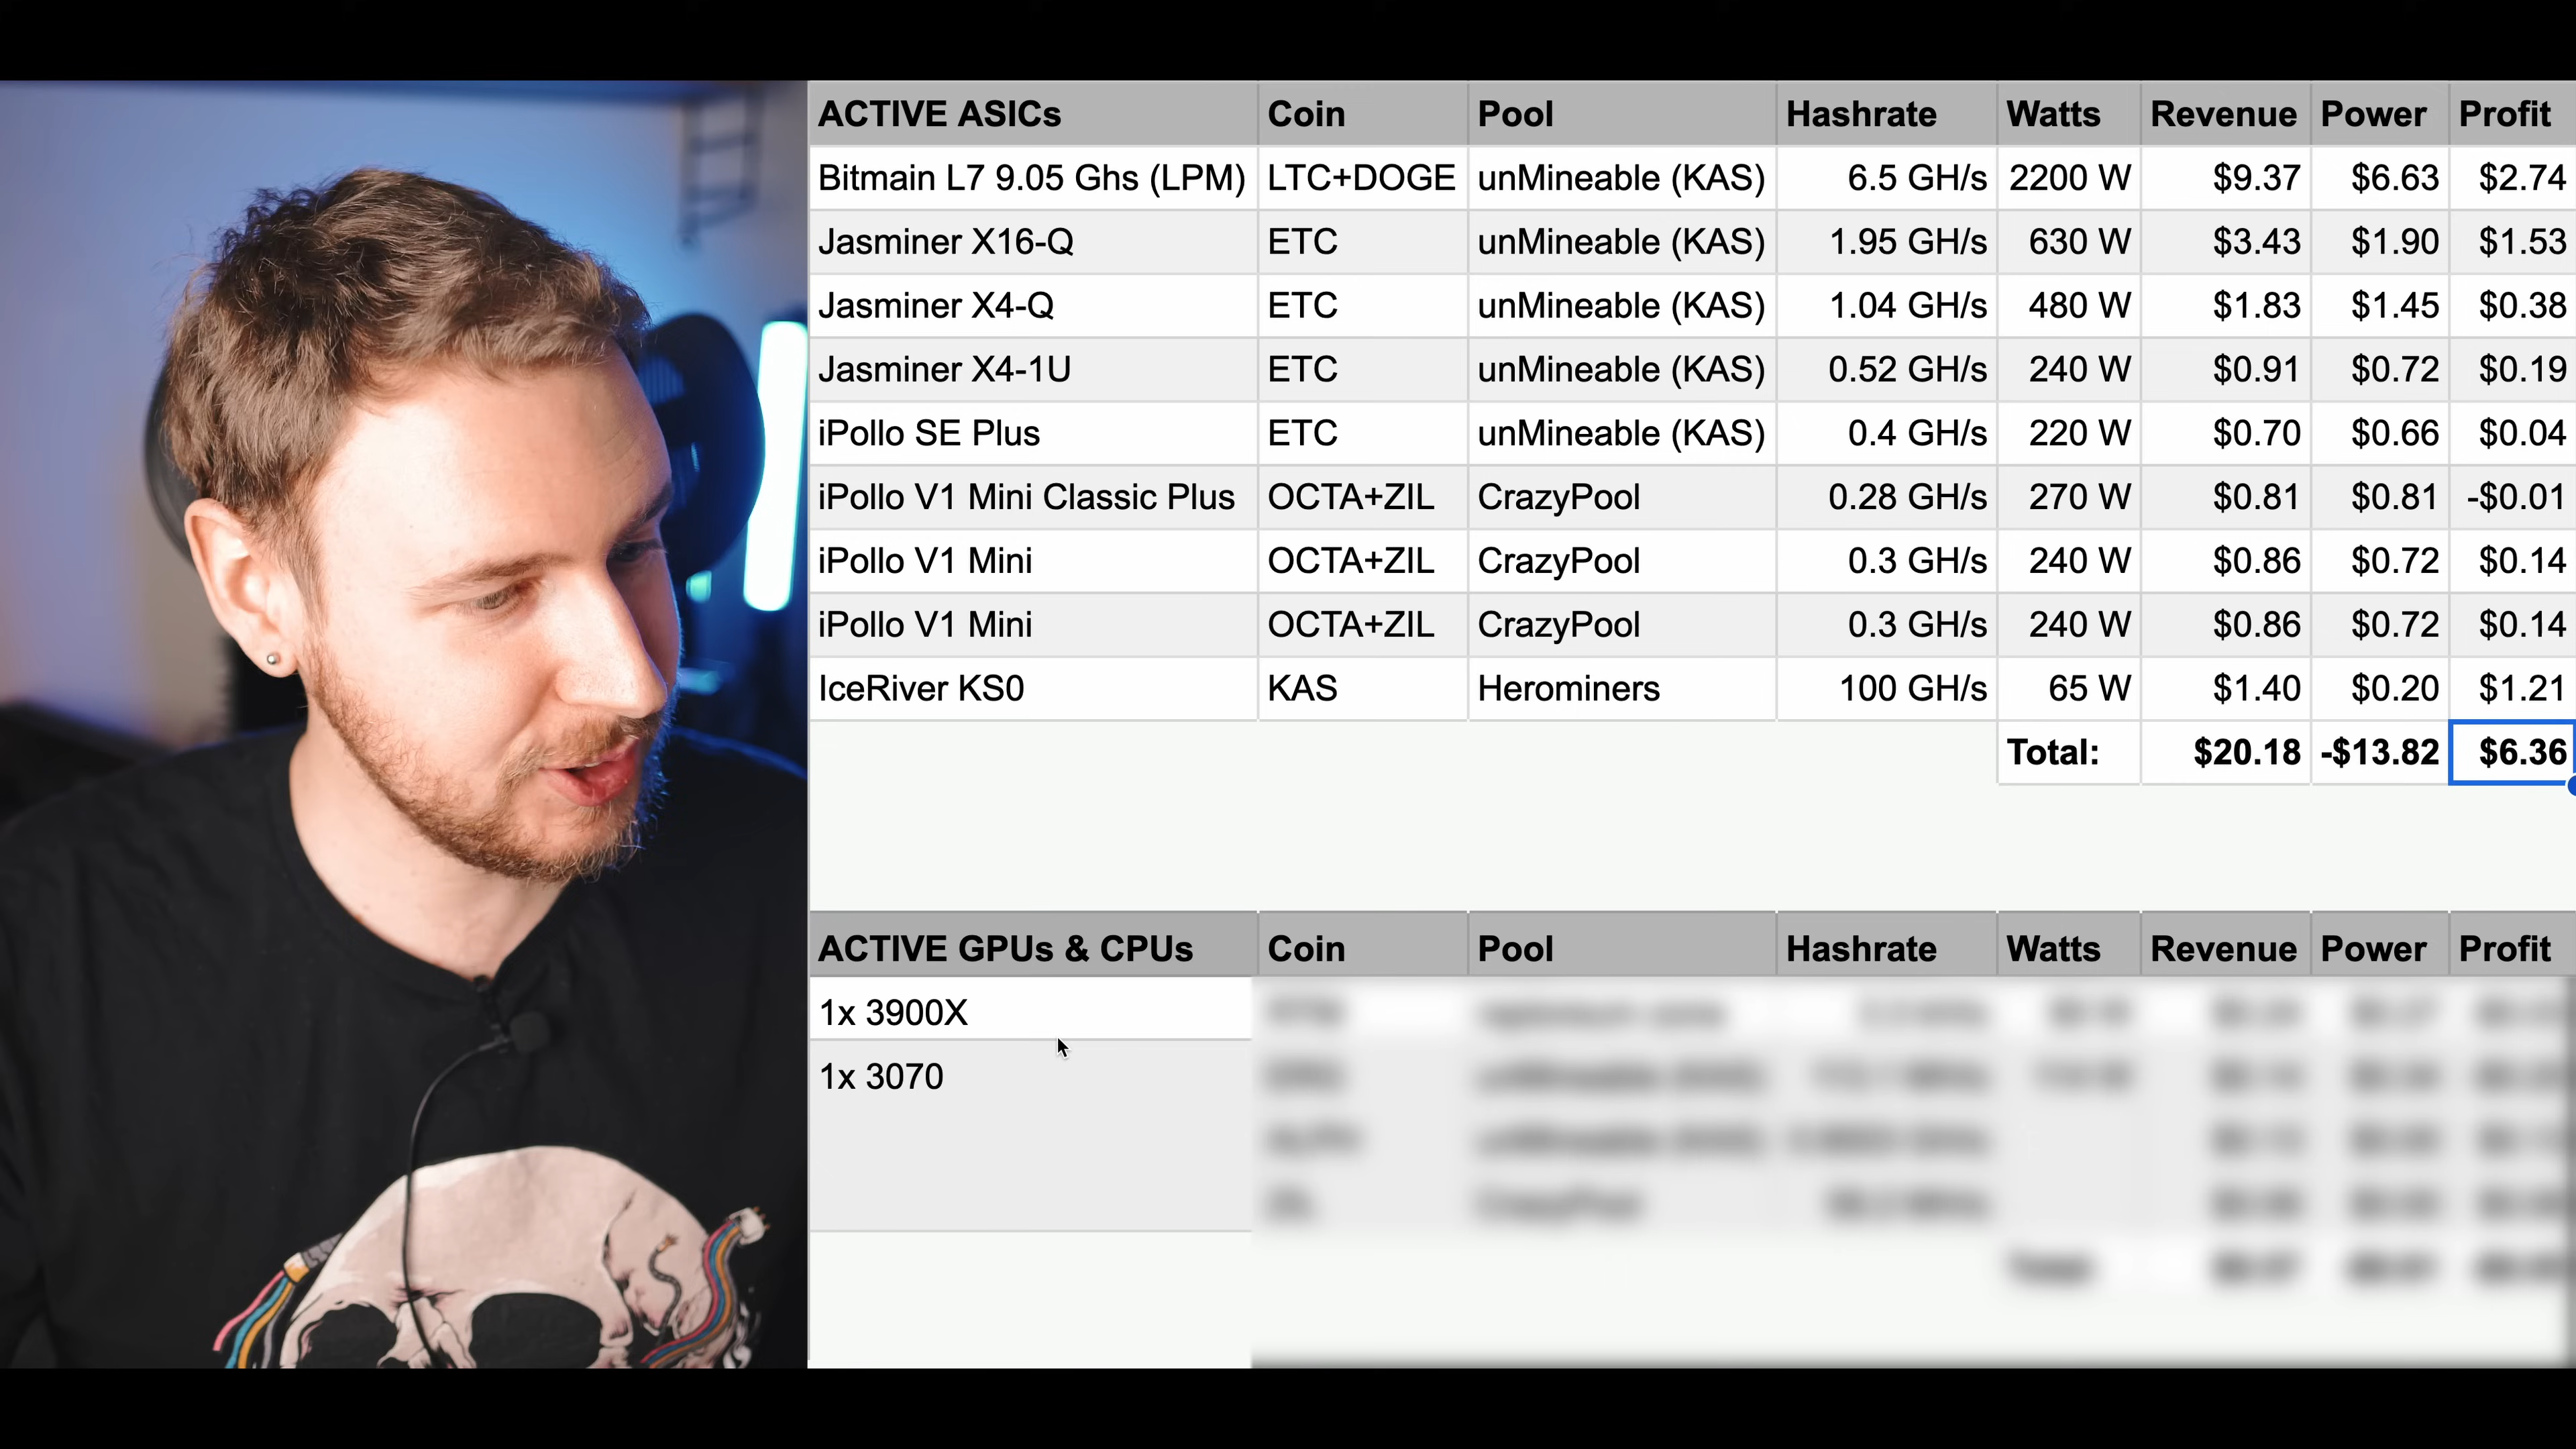 ACTIVE ASICs Coin Pool Hashrate Watts Revenue Power Profit
Bitmain L7 9.05 Ghs (LPM) LTC+DOGE unMineable (KAS) 6.5 GH/s 2200 W $9.37 $6.63 $2.74
Jasminer X16-Q ETC unMineable (KAS) 1.95 GH/s 630 W $3.43 $1.90 $1.53
Jasminer X4-Q ETC unMineable (KAS) 1.04 GH/s 480 W $1.83 $1.45 $0.38
Jasminer X4-1U ETC unMineable (KAS) 0.52 GH/s 240 W $0.91 $0.72 $0.19
iPollo SE Plus ETC unMineable (KAS) 0.4 GH/s 220 W $0.70 $0.66 $0.04
iPollo V1 Mini Classic Plus OCTA+ZIL CrazyPool 0.28 GH/s 270 W $0.81 $0.81 -$0.01
iPollo V1 Mini OCTA+ZIL CrazyPool 0.3 GH/s 240 W $0.86 $0.72 $0.14
iPollo V1 Mini OCTA+ZIL CrazyPool 0.3 GH/s 240 W $0.86 $0.72 $0.14
IceRiver KS0 KAS Herominers 100 GH/s 65 W $1.40 $0.20 $1.21
Total: $20.18 -$13.82 $6.36
ACTIVE GPUs & CPUs Coin Pool Hashrate Watts Revenue Power Profit
1x 3900X
1x 3070